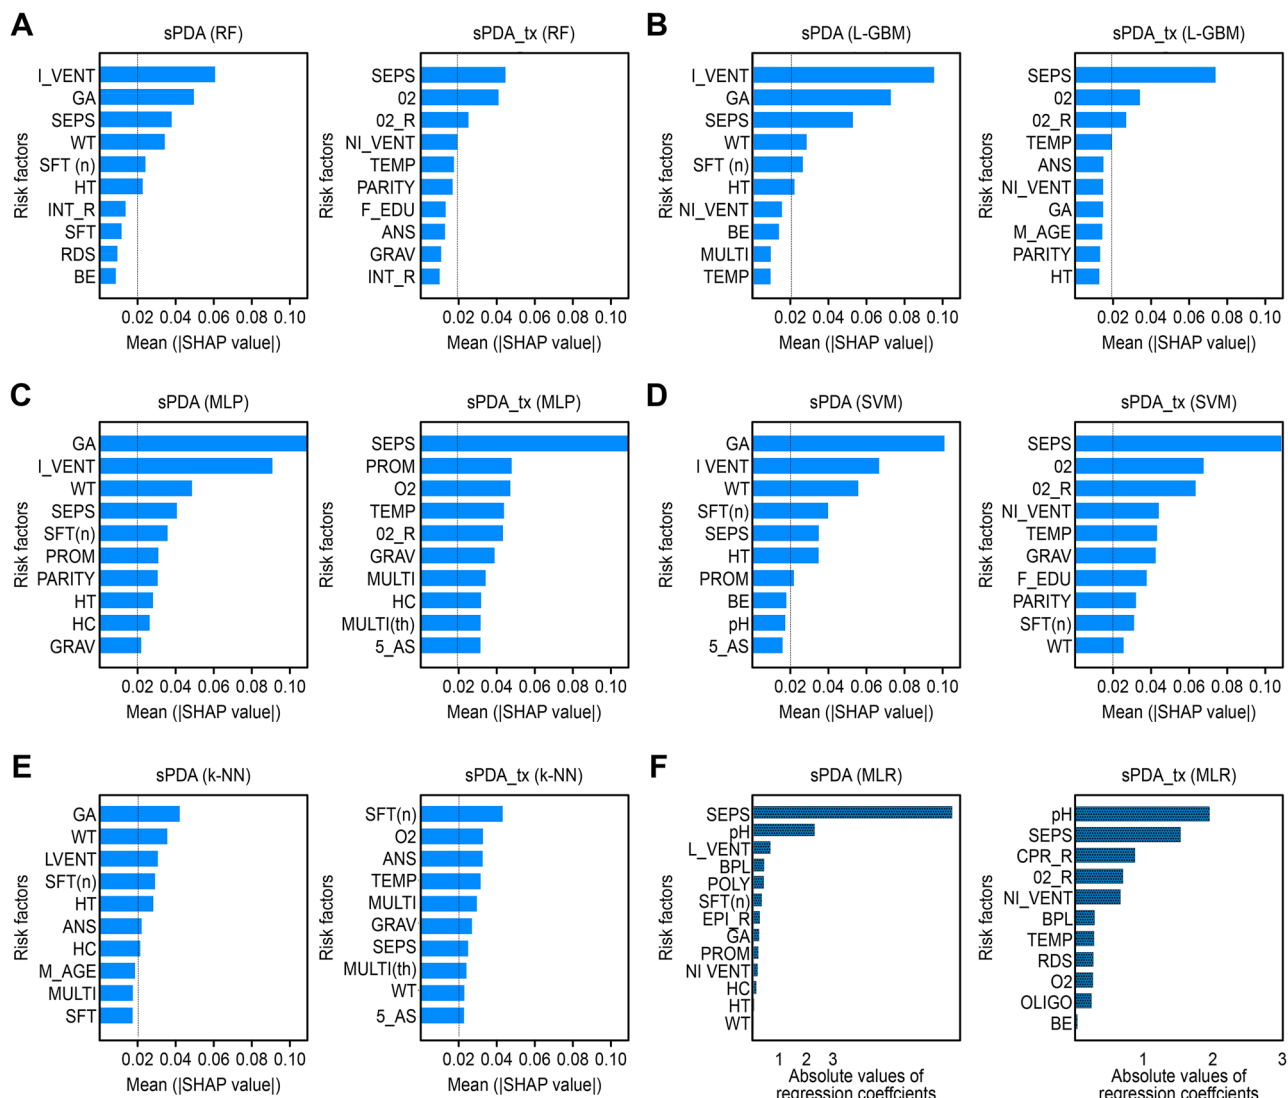 A
sPDA (RF)
Risk factors
I_VENT
GA
SEPS
WT
SFT (n)
HT
INT_R
SFT
RDS
BE
0.02 0.04 0.06 0.08 0.10
Mean (|SHAP value|)
sPDA_tx (RF)
Risk factors
SEPS
02
02_R
NI_VENT
TEMP
PARITY
F_EDU
ANS
GRAV
INT_R
0.02 0.04 0.06 0.08 0.10
Mean (|SHAP value|)
B
sPDA (L-GBM)
Risk factors
I_VENT
GA
SEPS
WT
SFT (n)
HT
NI_VENT
BE
MULTI
TEMP
0.02 0.04 0.06 0.08 0.10
Mean (|SHAP value|)
sPDA_tx (L-GBM)
Risk factors
SEPS
02
02_R
TEMP
ANS
NI_VENT
GA
M_AGE
PARITY
HT
0.02 0.04 0.06 0.08 0.10
Mean (|SHAP value|)
C
sPDA (MLP)
Risk factors
GA
I_VENT
WT
SEPS
SFT(n)
PROM
PARITY
HT
HC
GRAV
0.02 0.04 0.06 0.08 0.10
Mean (|SHAP value|)
sPDA_tx (MLP)
Risk factors
SEPS
PROM
O2
TEMP
02_R
GRAV
MULTI
HC
MULTI(th)
5_AS
0.02 0.04 0.06 0.08 0.10
Mean (|SHAP value|)
D
sPDA (SVM)
Risk factors
GA
I VENT
WT
SFT(n)
SEPS
HT
PROM
BE
pH
5_AS
0.02 0.04 0.06 0.08 0.10
Mean (|SHAP value|)
sPDA_tx (SVM)
Risk factors
SEPS
02
02_R
NI_VENT
TEMP
GRAV
F_EDU
PARITY
SFT(n)
WT
0.02 0.04 0.06 0.08 0.10
Mean (|SHAP value|)
E
sPDA (k-NN)
Risk factors
GA
WT
LVENT
SFT(n)
HT
ANS
HC
M_AGE
MULTI
SFT
0.02 0.04 0.06 0.08 0.10
Mean (|SHAP value|)
sPDA_tx (k-NN)
Risk factors
SFT(n)
O2
ANS
TEMP
MULTI
GRAV
SEPS
MULTI(th)
WT
5_AS
0.02 0.04 0.06 0.08 0.10
Mean (|SHAP value|)
F
sPDA (MLR)
Risk factors
SEPS
pH
L_VENT
BPL
POLY
SFT(n)
EPI_R
GA
PROM
NI VENT
HC
HT
WT
1 2 3
Absolute values of
regression coeffcients
sPDA_tx (MLR)
Risk factors
pH
SEPS
CPR_R
02_R
NI_VENT
BPL
TEMP
RDS
O2
OLIGO
BE
1 2 3
Absolute values of
regression coeffcients